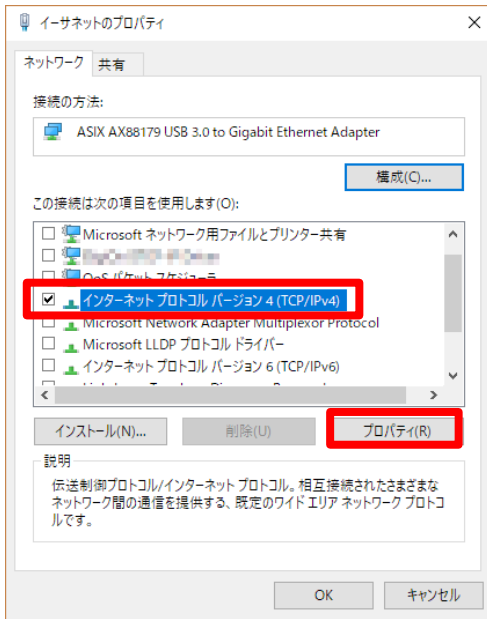 イーサネットのプロパティ
ネットワーク 共有
接続の方法:
ASIX AX88179 USB 3.0 to Gigabit Ethernet Adapter
構成(C)...
この接続は次の項目を使用します(O):
Microsoft ネットワーク用ファイルとプリンター共有
QoS パケット スケジューラ
インターネット プロトコル バージョン 4 (TCP/IPv4)
Microsoft Network Adapter Multiplexor Protocol
Microsoft LLDP プロトコル ドライバー
インターネット プロトコル バージョン 6 (TCP/IPv6)
インストール(N)... 削除(U) プロパティ(R)
説明
伝送制御プロトコル/インターネット プロトコル。相互接続されたさまざまな
ネットワーク間の通信を提供する、既定のワイド エリア ネットワーク プロトコ
ルです。
OK キャンセル